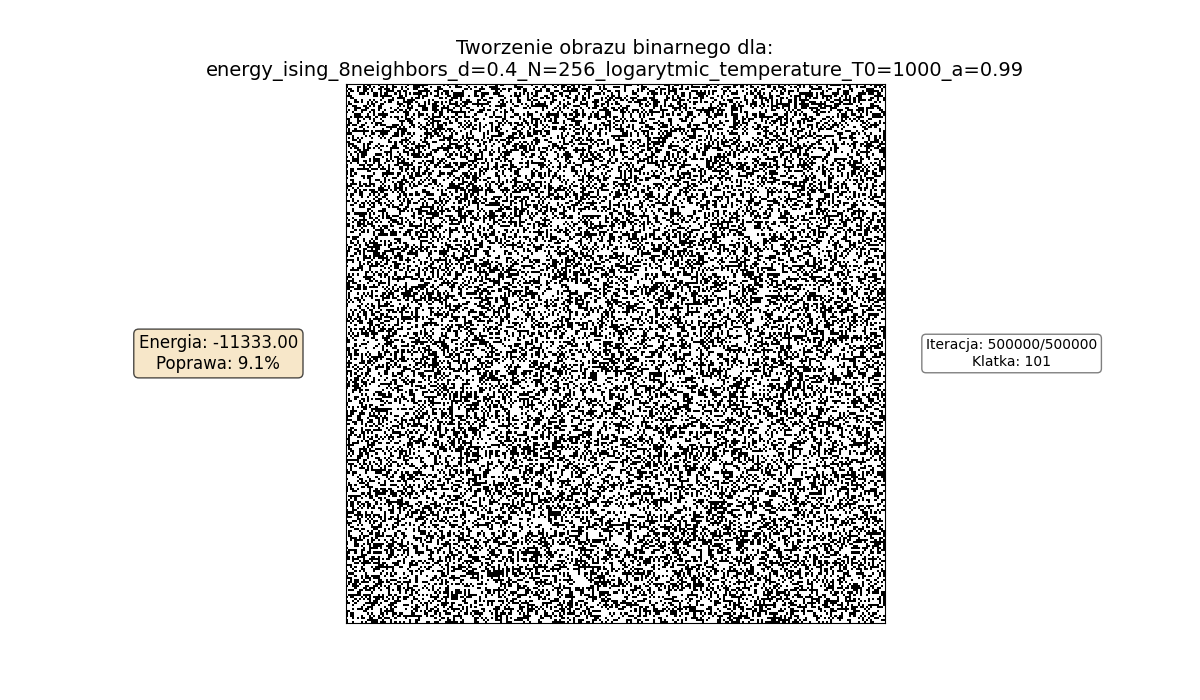 Tworzenie obrazu binarnego dla:
energy_ising_8neighbors_d=0.4_N=256_logarytmic_temperature_T0=1000_a=0.99
Energia: -11333.00
Poprawa: 9.1%
Iteracja: 500000/500000
Klatka: 101